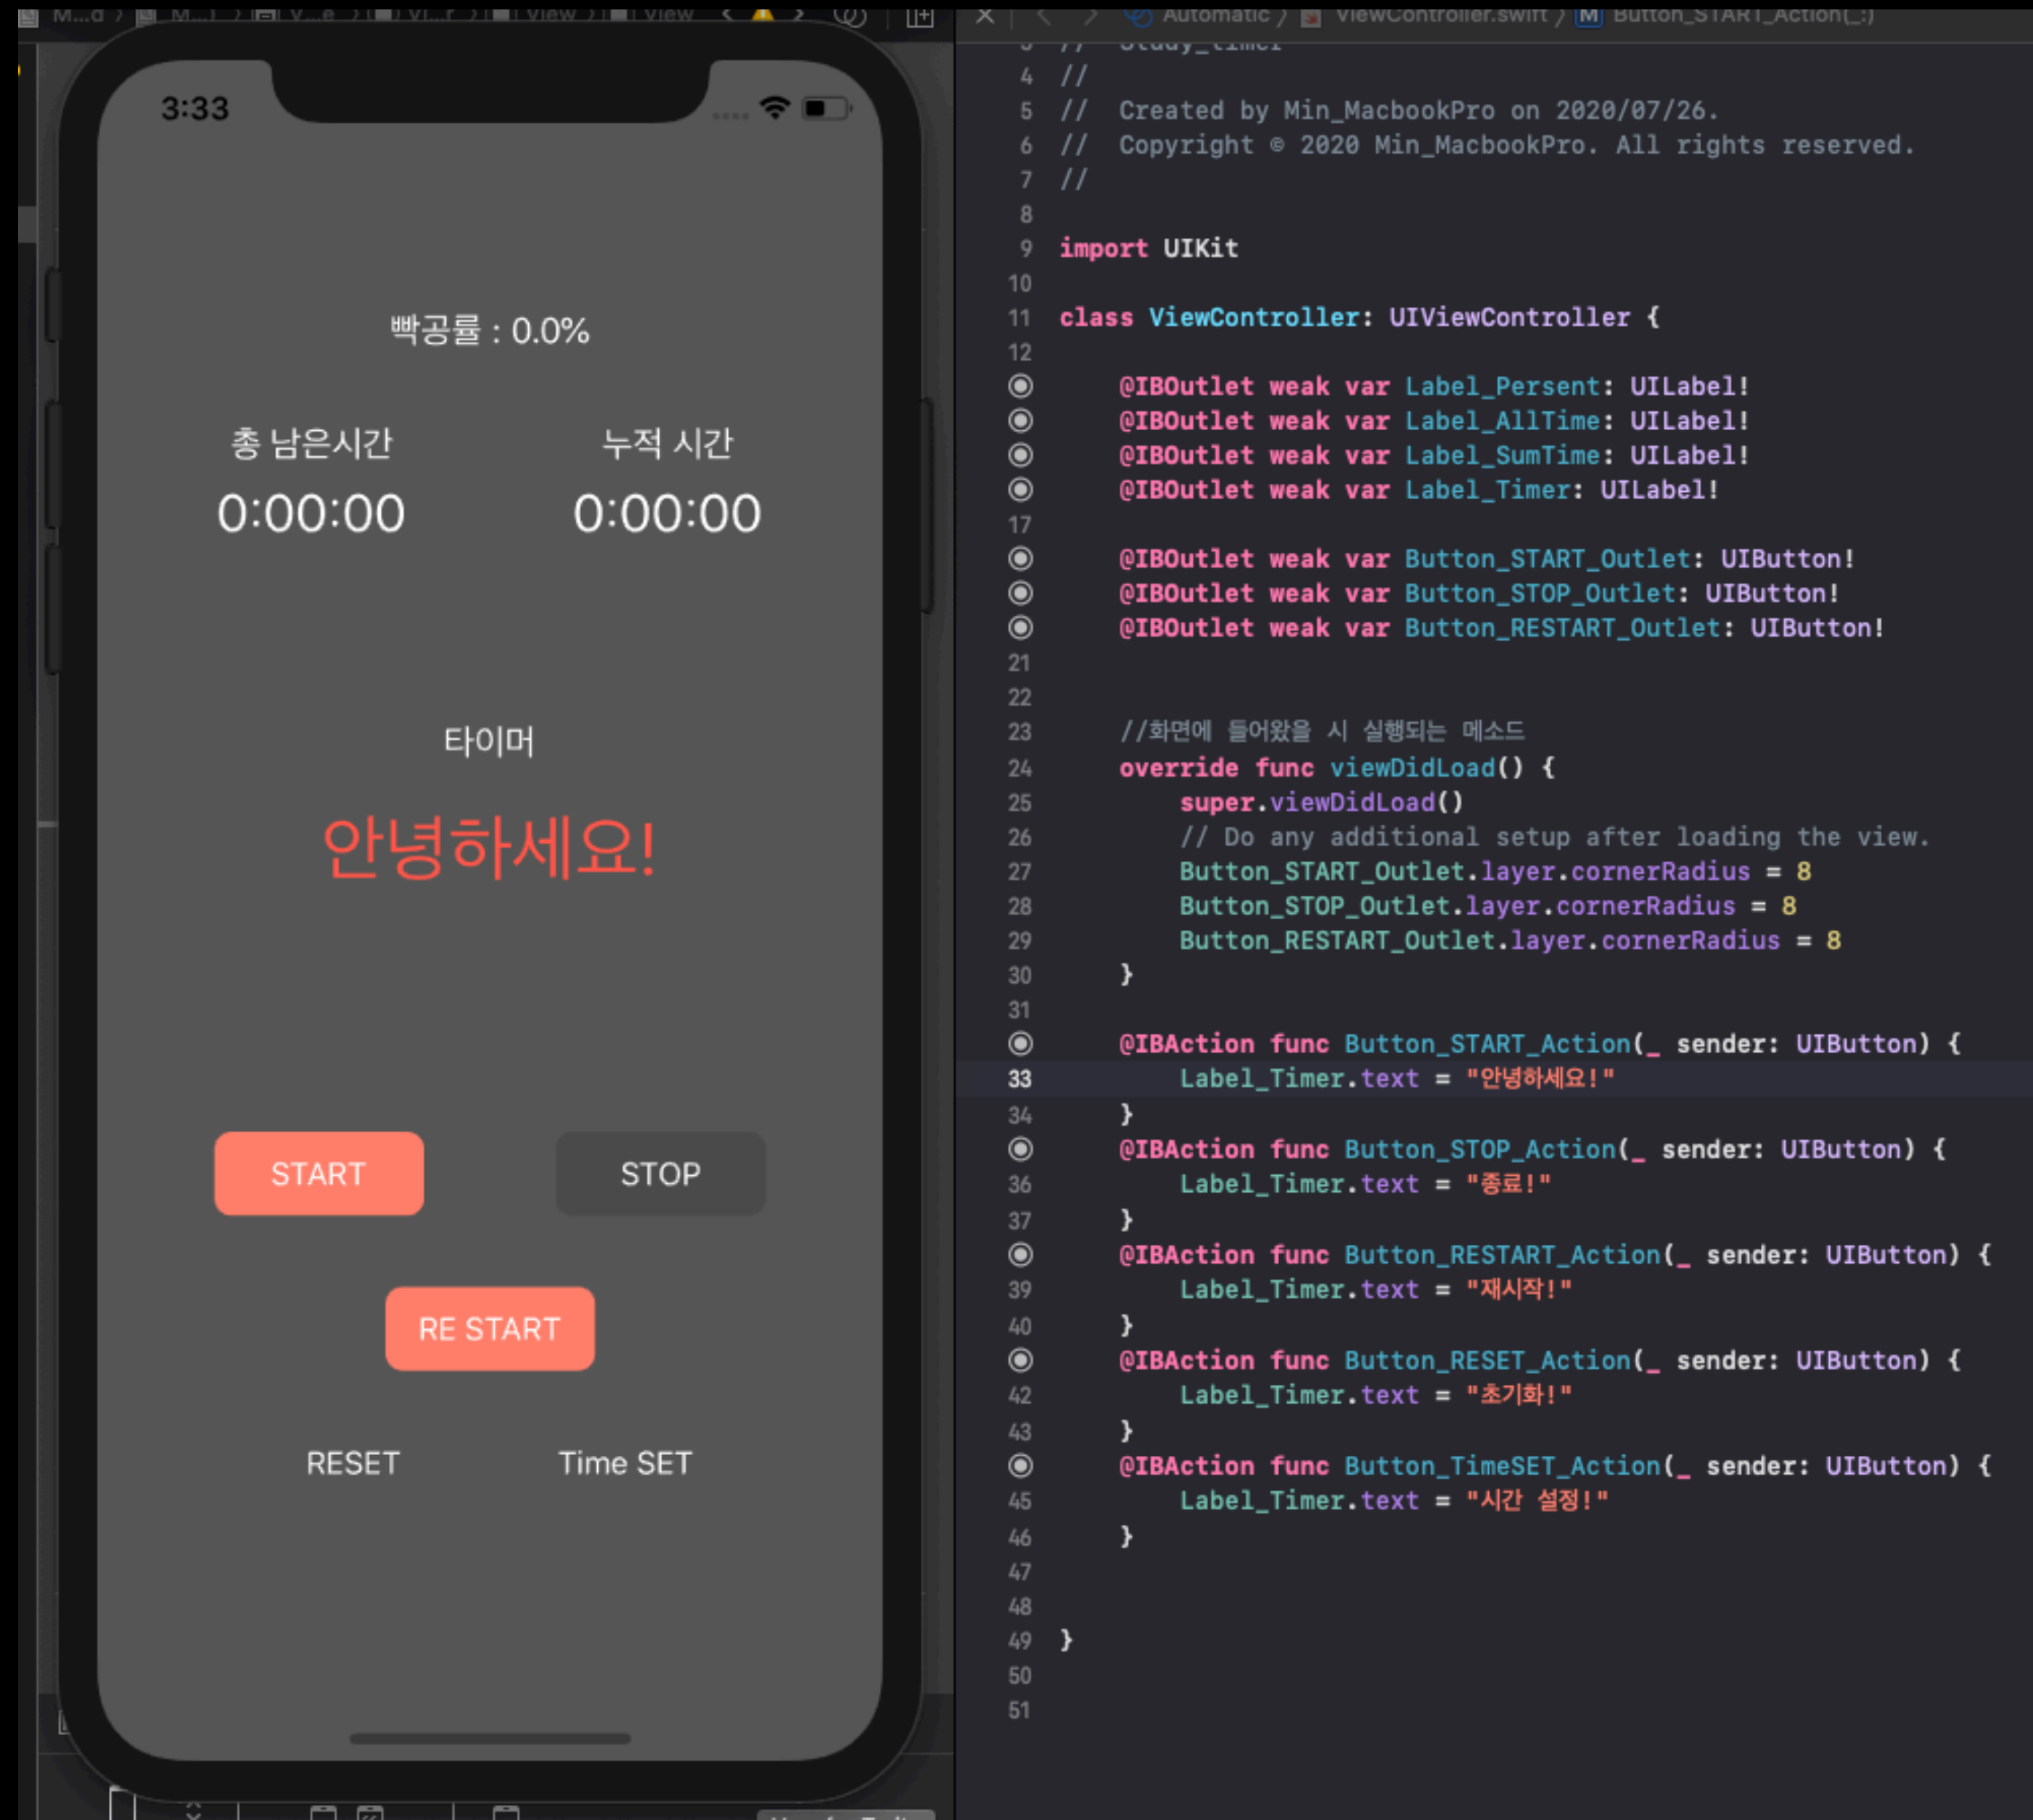 3:33
빡공률 : 0.0%
총 남은시간
누적 시간
0:00:00
0:00:00
타이머
안녕하세요!
START
STOP
RE START
RESET
Time SET
Automatic 〉 ViewController.swift 〉 M Button_START_Action(_:)
3 // Study_timer
4 //
5 // Created by Min_MacbookPro on 2020/07/26.
6 // Copyright © 2020 Min_MacbookPro. All rights reserved.
7 //
8
9 import UIKit
10
11 class ViewController: UIViewController {
12
@IBOutlet weak var Label_Persent: UILabel!
@IBOutlet weak var Label_AllTime: UILabel!
@IBOutlet weak var Label_SumTime: UILabel!
@IBOutlet weak var Label_Timer: UILabel!
17
@IBOutlet weak var Button_START_Outlet: UIButton!
@IBOutlet weak var Button_STOP_Outlet: UIButton!
@IBOutlet weak var Button_RESTART_Outlet: UIButton!
21
22
23 //화면에 들어왔을 시 실행되는 메소드
24 override func viewDidLoad() {
25 super.viewDidLoad()
26 // Do any additional setup after loading the view.
27 Button_START_Outlet.layer.cornerRadius = 8
28 Button_STOP_Outlet.layer.cornerRadius = 8
29 Button_RESTART_Outlet.layer.cornerRadius = 8
30 }
31
@IBAction func Button_START_Action(_ sender: UIButton) {
33 Label_Timer.text = "안녕하세요!"
34 }
@IBAction func Button_STOP_Action(_ sender: UIButton) {
36 Label_Timer.text = "종료!"
37 }
@IBAction func Button_RESTART_Action(_ sender: UIButton) {
39 Label_Timer.text = "재시작!"
40 }
@IBAction func Button_RESET_Action(_ sender: UIButton) {
42 Label_Timer.text = "초기화!"
43 }
@IBAction func Button_TimeSET_Action(_ sender: UIButton) {
45 Label_Timer.text = "시간 설정!"
46 }
47
48
49 }
50
51